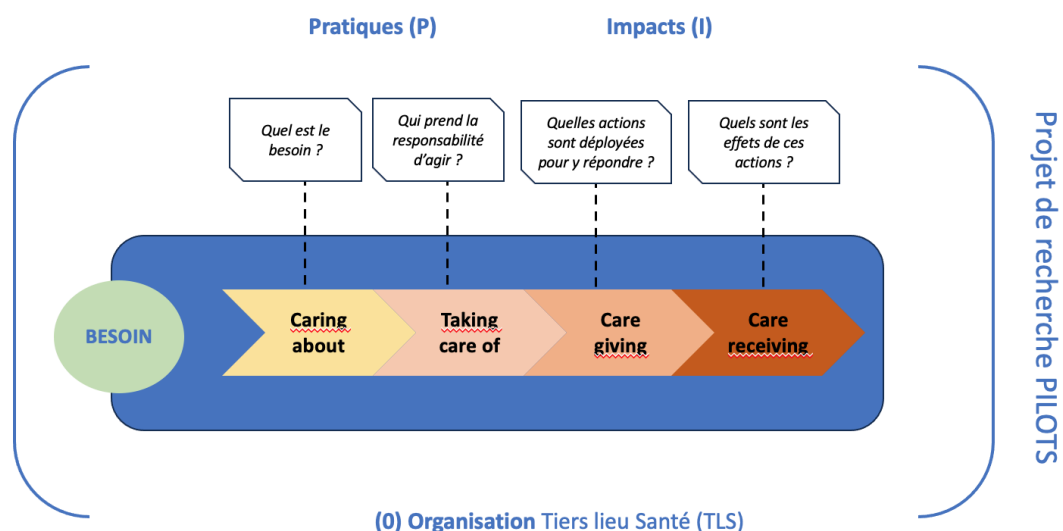 Pratiques (P)
Impacts (I)
Quel est le
besoin ?
Qui prend la
responsabilité
d'agir ?
Quelles actions
sont déployées
pour y répondre ?
Quels sont les
effets de ces
actions ?
BESOIN
Caring
about
Taking
care of
Care
giving
Care
receiving
(0) Organisation Tiers lieu Santé (TLS)
Projet de recherche PILOTS